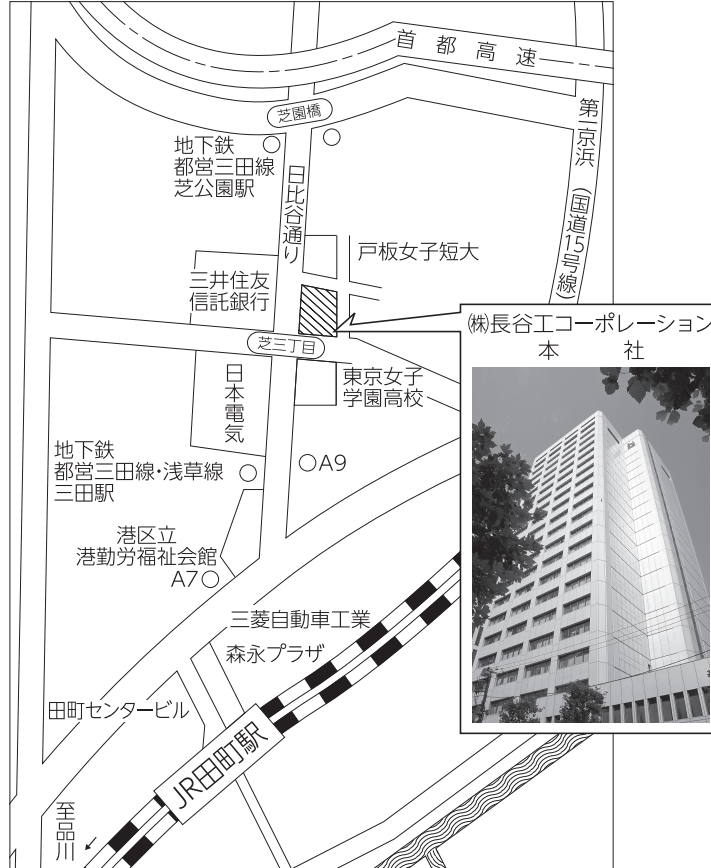 首都高速
芝園橋
第一京浜(国道15号線)
地下鉄
都営三田線
芝公園駅
日比谷通り
戸板女子短大
三井住友
信託銀行
㈱長谷工コーポレーション
本 社
芝三丁目
東京女子
学園高校
日本電気
地下鉄
都営三田線・浅草線
三田駅
A9
港区立
港勤労福祉会館
A7
三菱自動車工業
森永プラザ
田町センタービル
JR田町駅
至品川